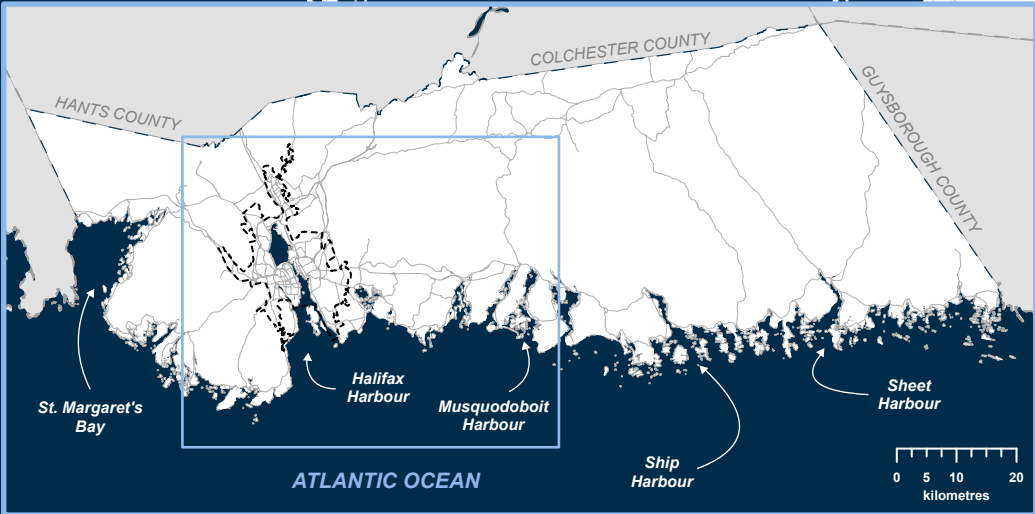 COLCHESTER COUNTY
HANTS COUNTY
GUYSBOROUGH COUNTY
St. Margaret's
Bay
Halifax
Harbour
Musquodoboit
Harbour
Ship
Harbour
Sheet
Harbour
ATLANTIC OCEAN
0 5 10 20
kilometres